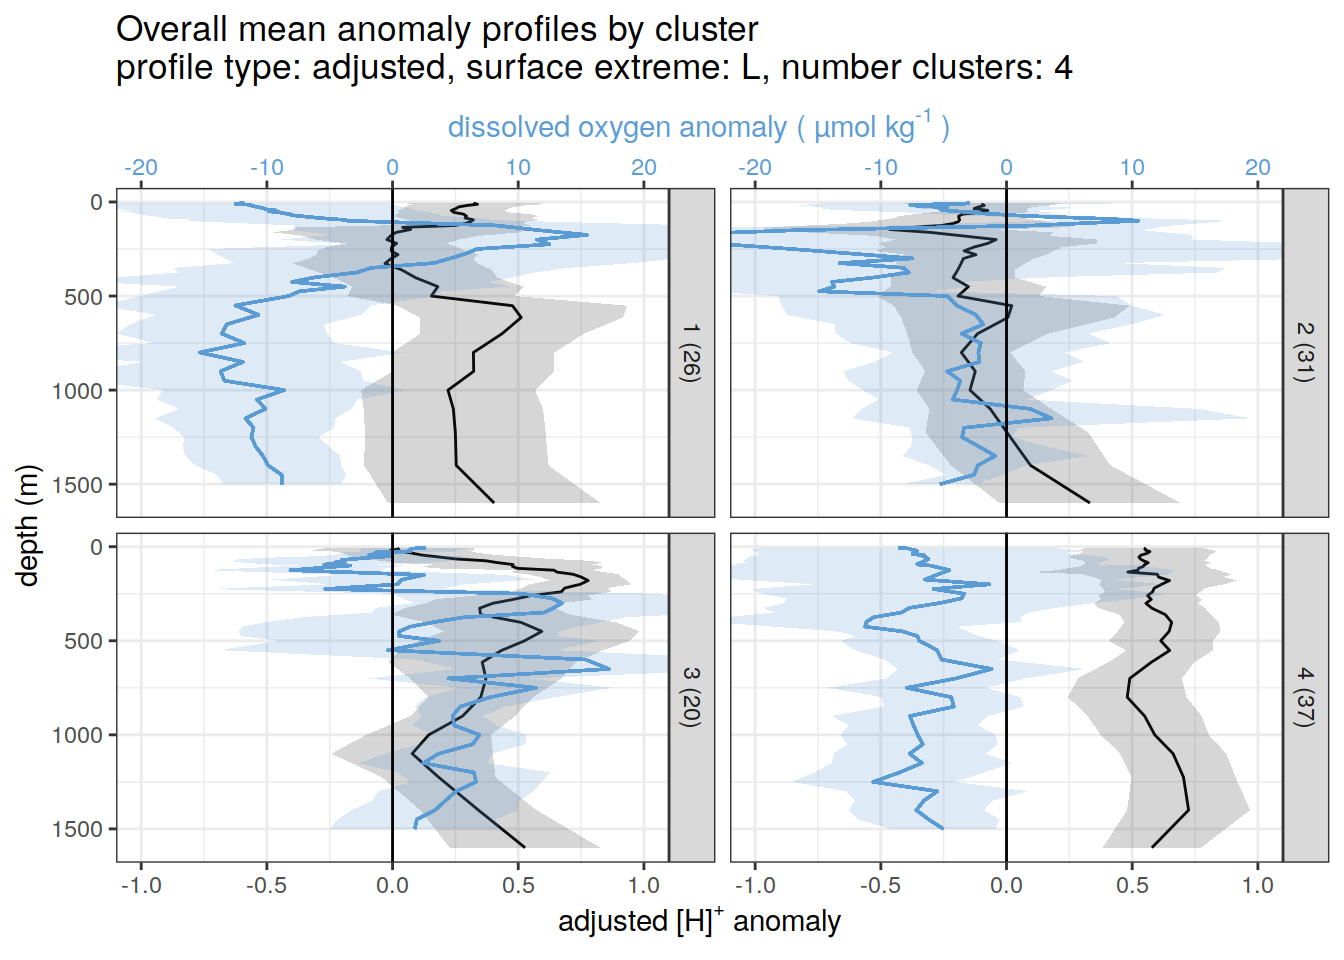 Overall mean anomaly profiles by cluster
profile type: adjusted, surface extreme: L, number clusters: 4
dissolved oxygen anomaly ( µmol kg⁻¹ )
-20 -10 0 10 20 -20 -10 0 10 20
0
500
1000
1500
1 (26)
2 (31)
depth (m)
0
500
1000
1500
3 (20)
4 (37)
-1.0 -0.5 0.0 0.5 1.0 -1.0 -0.5 0.0 0.5 1.0
adjusted [H]⁺ anomaly